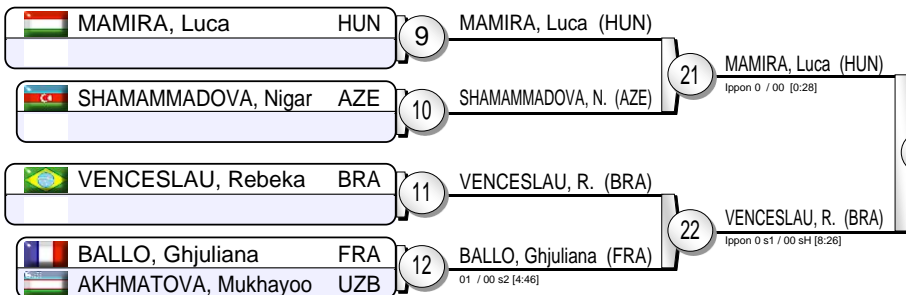 MAMIRA, Luca HUN
9
MAMIRA, Luca (HUN)
SHAMAMMADOVA, Nigar AZE
10
SHAMAMMADOVA, N. (AZE)
21
MAMIRA, Luca (HUN)
Ippon 0 / 00 [0:28]
VENCESLAU, Rebeka BRA
11
VENCESLAU, R. (BRA)
22
VENCESLAU, R. (BRA)
Ippon 0 s1 / 00 sH [8:26]
BALLO, Ghjuliana FRA
AKHMATOVA, Mukhayoo UZB
12
BALLO, Ghjuliana (FRA)
01 / 00 s2 [4:46]